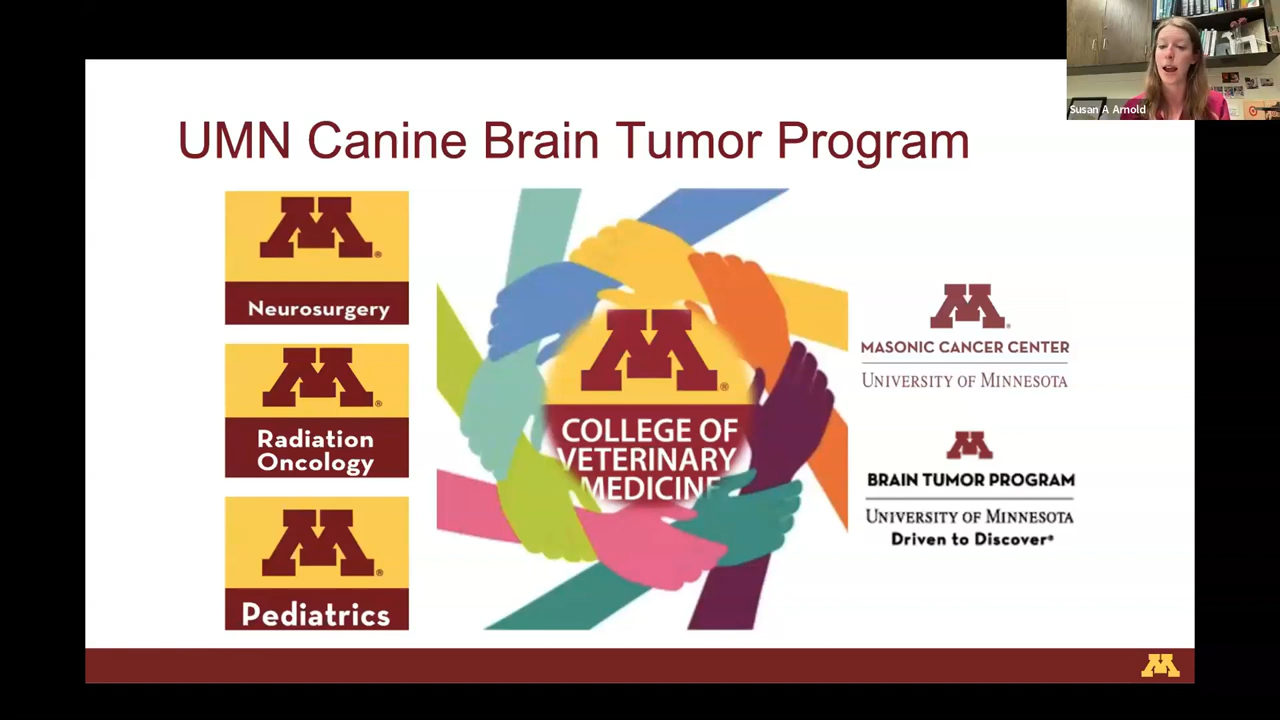 Susan A Arnold
UMN Canine Brain Tumor Program
M
Neurosurgery
M
Radiation
Oncology
M
Pediatrics
M
COLLEGE OF
VETERINARY
MEDICINE
M
MASONIC CANCER CENTER
UNIVERSITY OF MINNESOTA
M
BRAIN TUMOR PROGRAM
UNIVERSITY OF MINNESOTA
Driven to Discover®
M